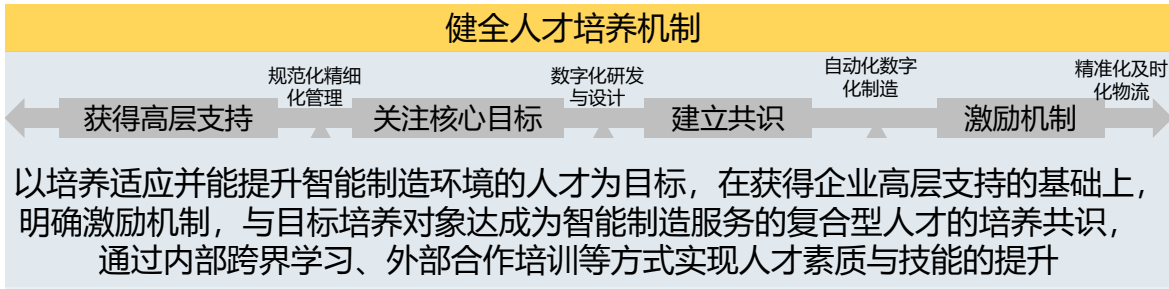 健全人才培养机制
规范化精细
化管理
数字化研发
与设计
自动化数字
化制造
精准化及时
化物流
获得高层支持
关注核心目标
建立共识
激励机制
以培养适应并能提升智能制造环境的人才为目标，在获得企业高层支持的基础上，
明确激励机制，与目标培养对象达成为智能制造服务的复合型人才的培养共识，
通过内部跨界学习、外部合作培训等方式实现人才素质与技能的提升